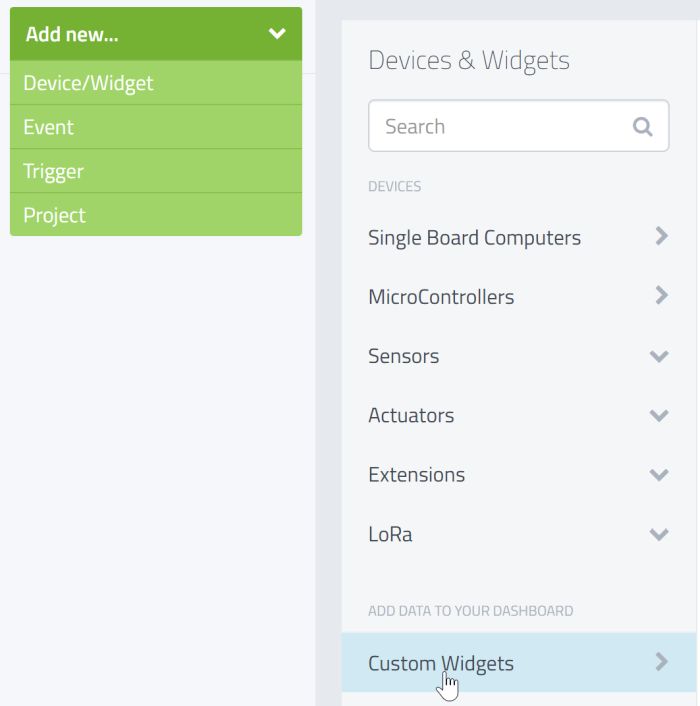 Add new...
Device/Widget
Event
Trigger
Project
Devices & Widgets
Search
DEVICES
Single Board Computers
MicroControllers
Sensors
Actuators
Extensions
LoRa
ADD DATA TO YOUR DASHBOARD
Custom Widgets